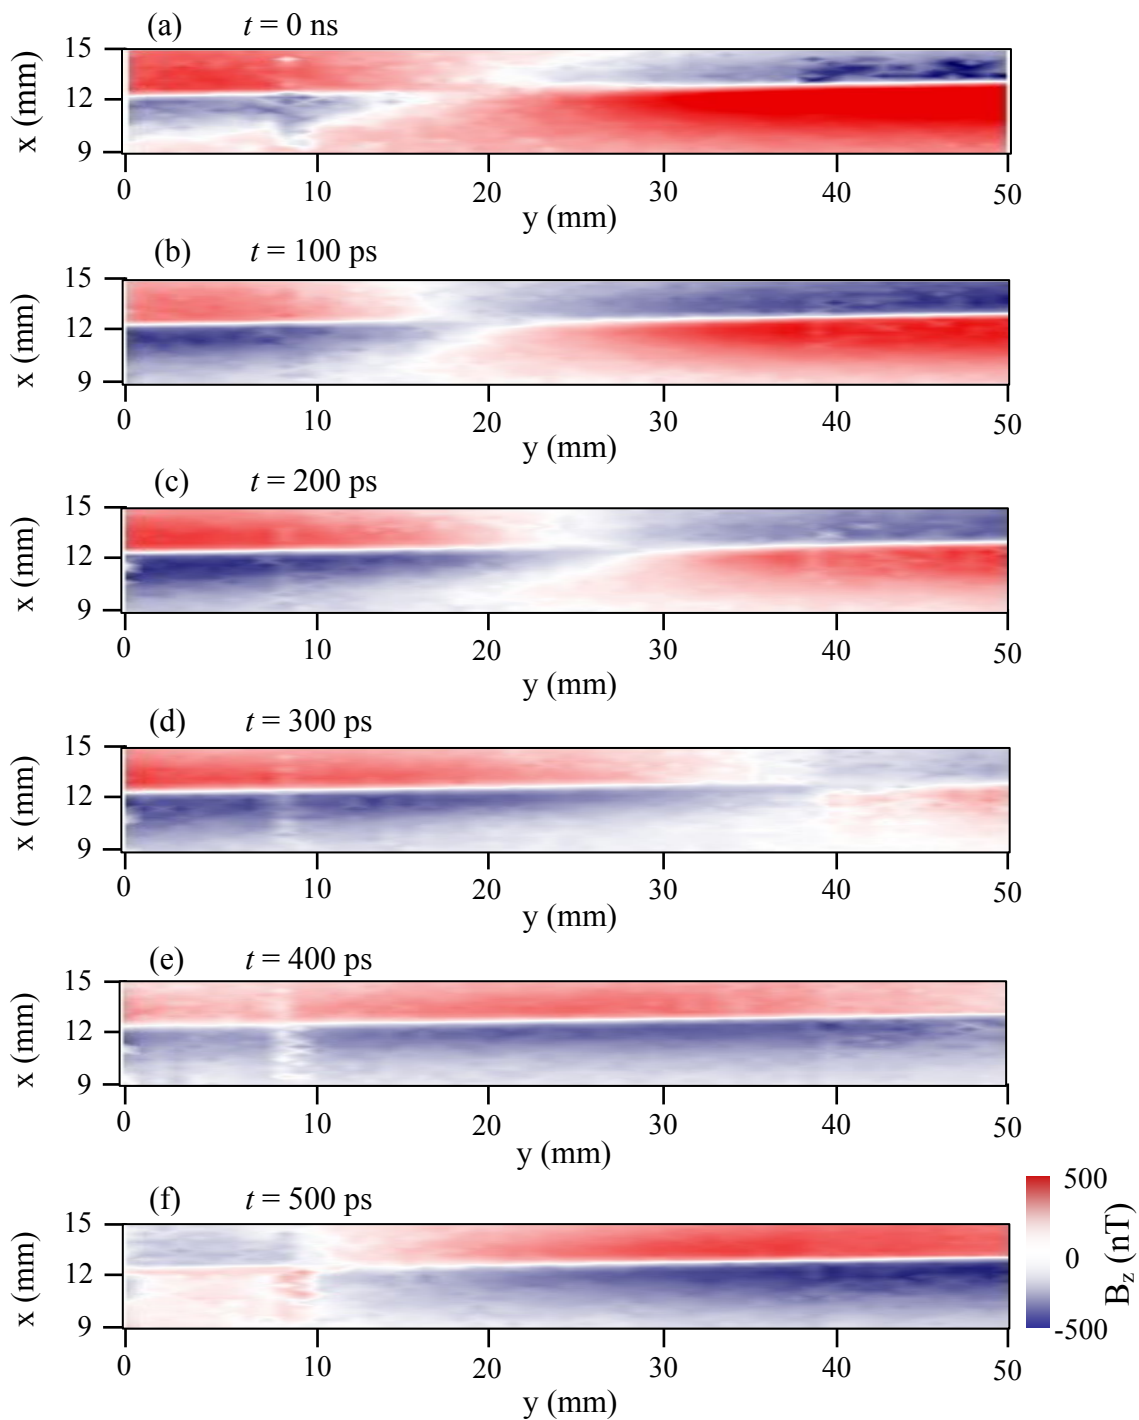 (a) t = 0 ns
15
12
9
x (mm)
0 10 20 30 40 50
y (mm)
(b) t = 100 ps
15
12
9
x (mm)
0 10 20 30 40 50
y (mm)
(c) t = 200 ps
15
12
9
x (mm)
0 10 20 30 40 50
y (mm)
(d) t = 300 ps
15
12
9
x (mm)
0 10 20 30 40 50
y (mm)
(e) t = 400 ps
15
12
9
x (mm)
0 10 20 30 40 50
y (mm)
(f) t = 500 ps
15
12
9
x (mm)
0 10 20 30 40 50
y (mm)
500
0
-500
Bz (nT)